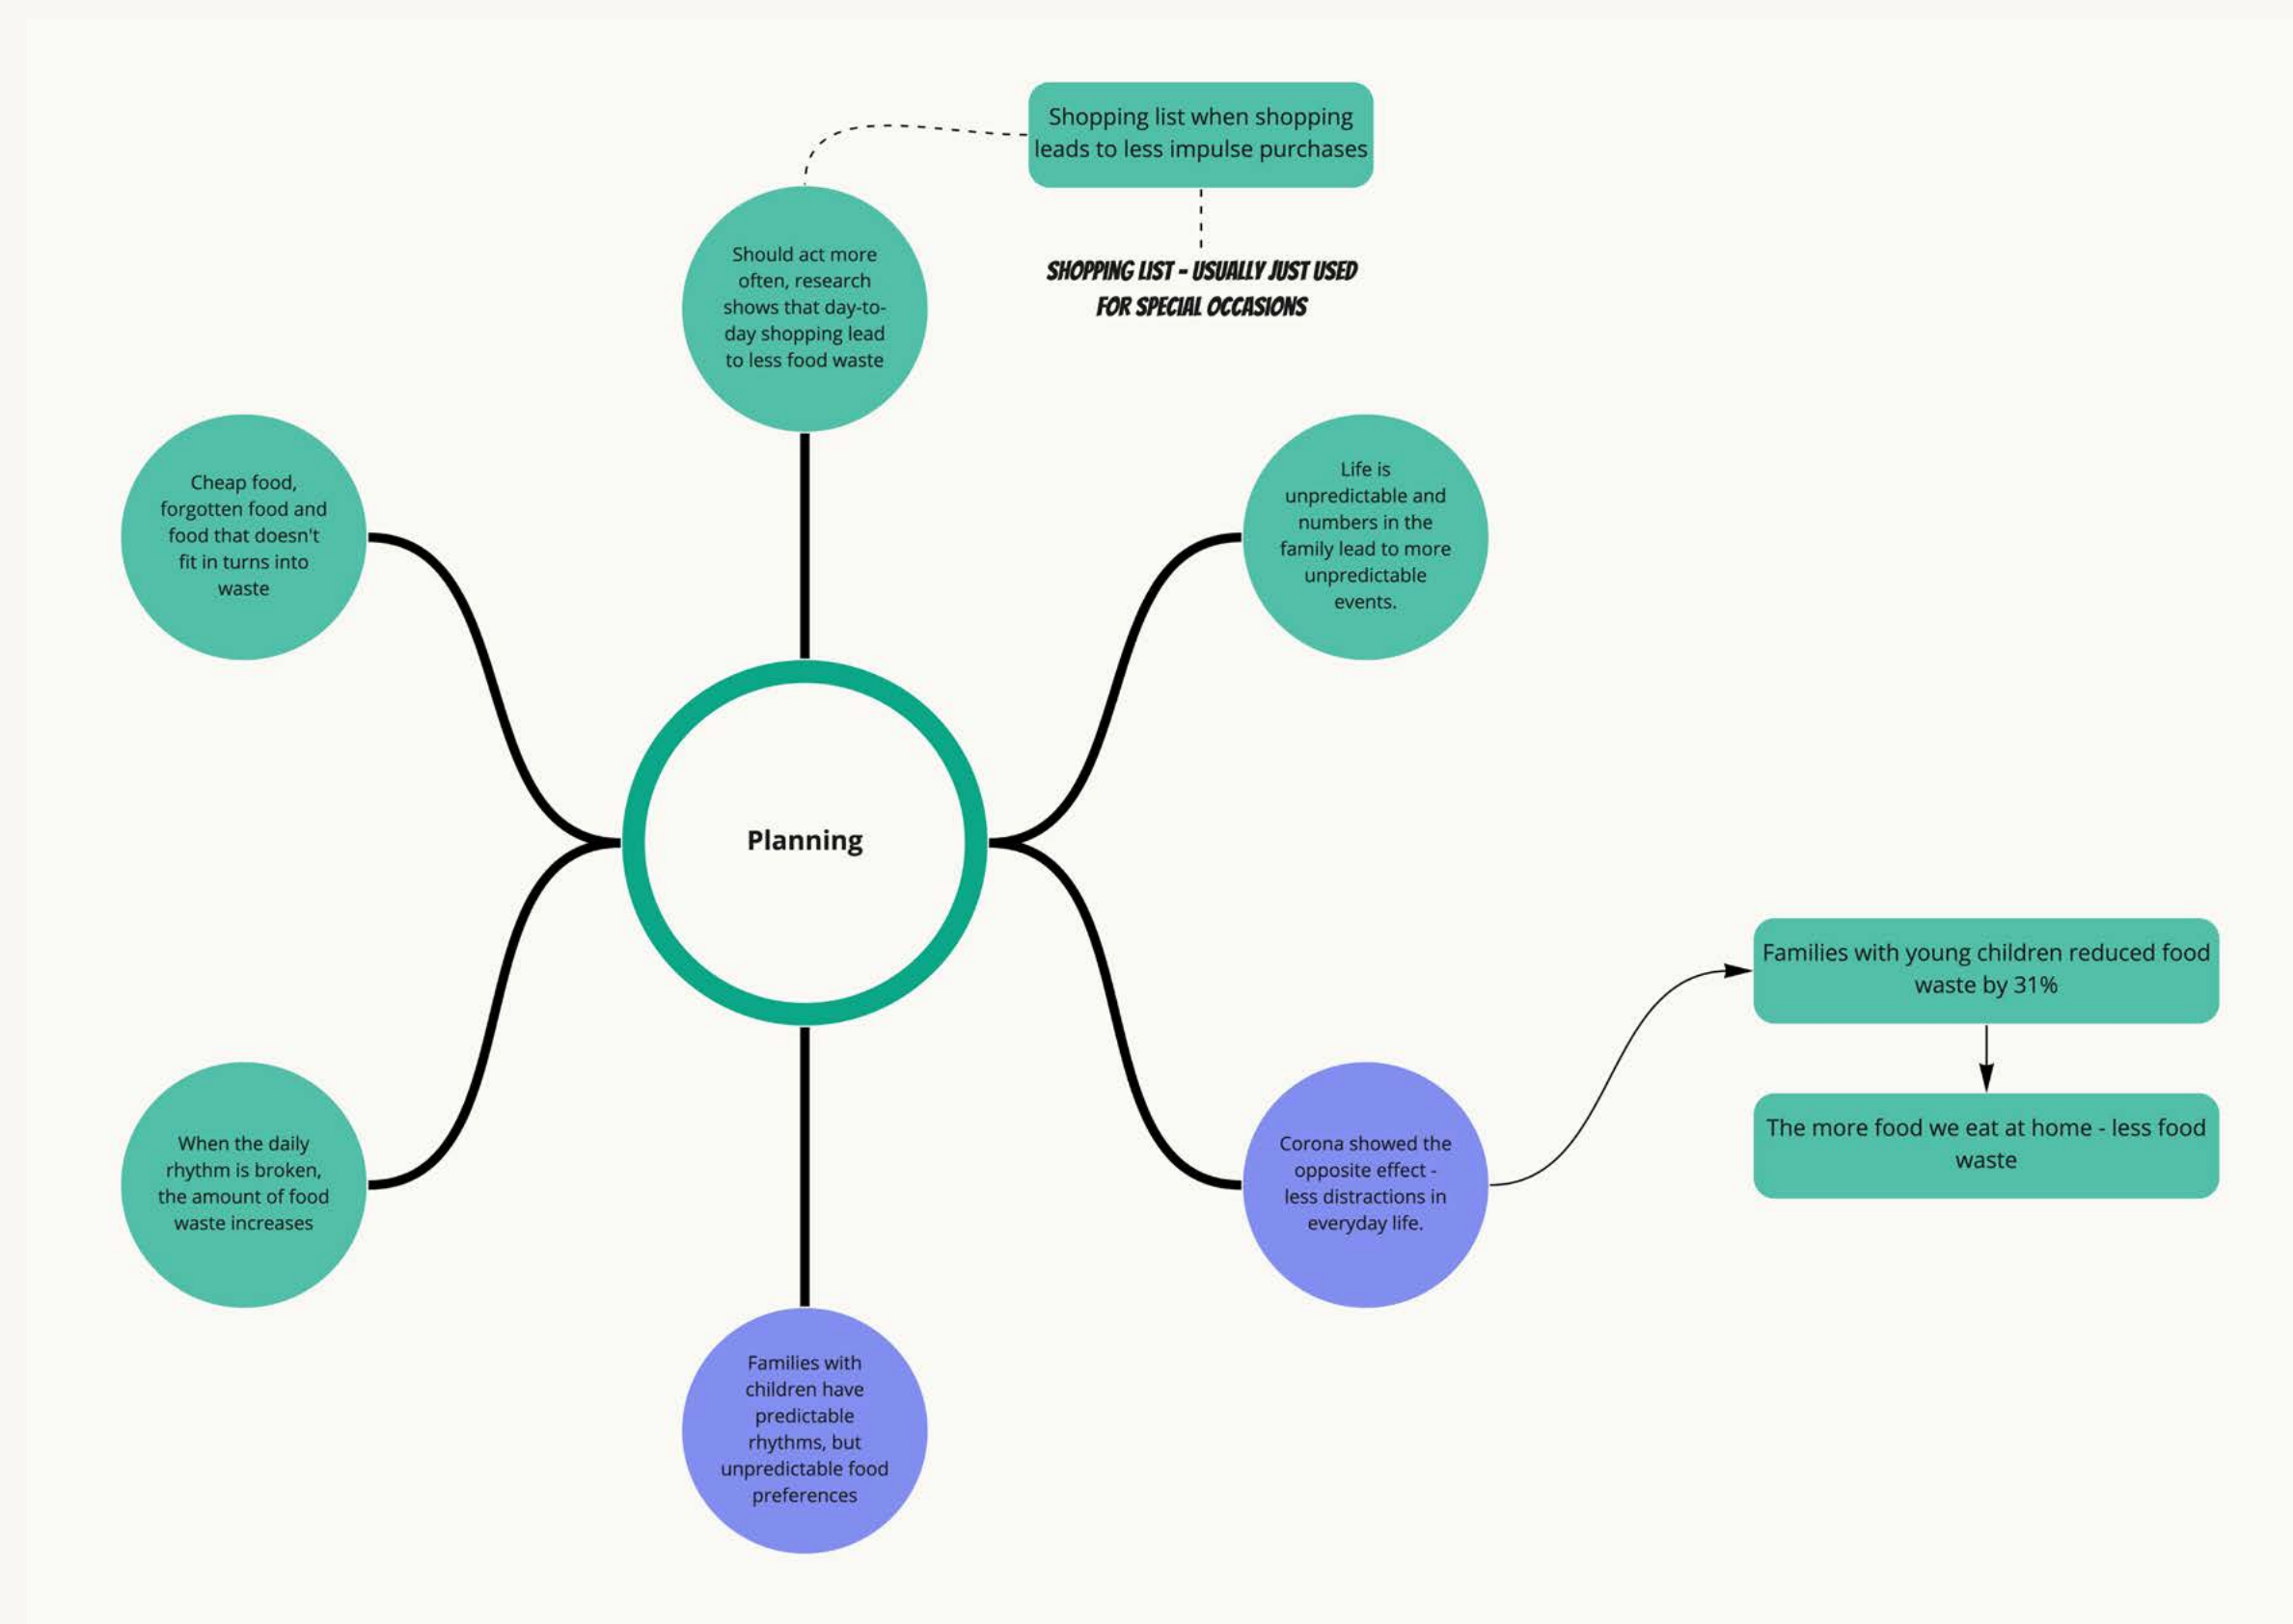 Shopping list when shopping
leads to less impulse purchases
SHOPPING LIST - USUALLY JUST USED
FOR SPECIAL OCCASIONS
Should act more
often, research
shows that day-to-
day shopping lead
to less food waste
Cheap food,
forgotten food and
food that doesn't
fit in turns into
waste
Life is
unpredictable and
numbers in the
family lead to more
unpredictable
events.
Planning
Families with young children reduced food
waste by 31%
The more food we eat at home - less food
waste
When the daily
rhythm is broken,
the amount of food
waste increases
Corona showed the
opposite effect -
less distractions in
everyday life.
Families with
children have
predictable
rhythms, but
unpredictable food
preferences